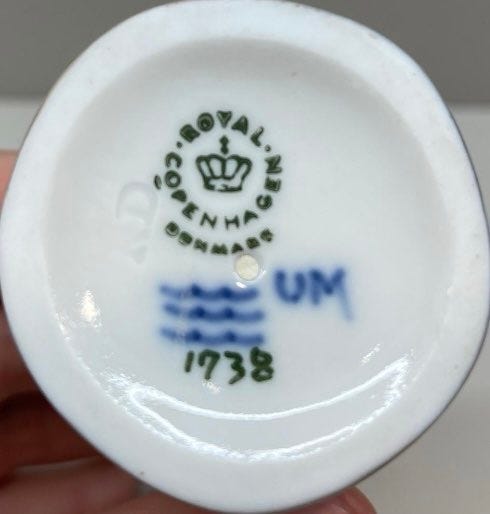 ROYAL
COPENHAGEN
DENMARK
UM
1738